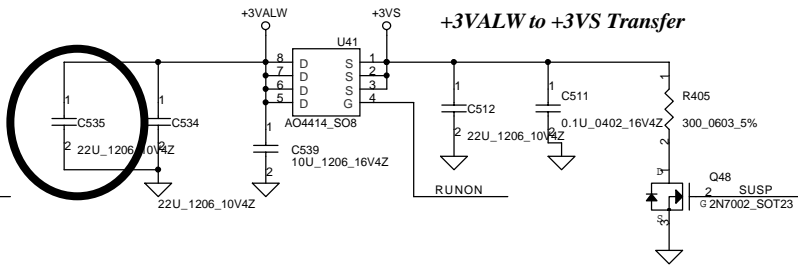 +3VALW
+3VS
+3VALW to +3VS Transfer
U41
8 D S 1
7 D S 2
6 D S 3
5 D G 4
AO4414_SO8
1
C535
2
22U_1206_10V4Z
1
C534
2
22U_1206_10V4Z
1
C539
10U_1206_16V4Z
2
RUNON
1
C512
2
22U_1206_10V4Z
1
C511
0.1U_0402_16V4Z
2
1
R405
300_0603_5%
2
D
Q48
2
SUSP
G
2N7002_SOT23
S
3